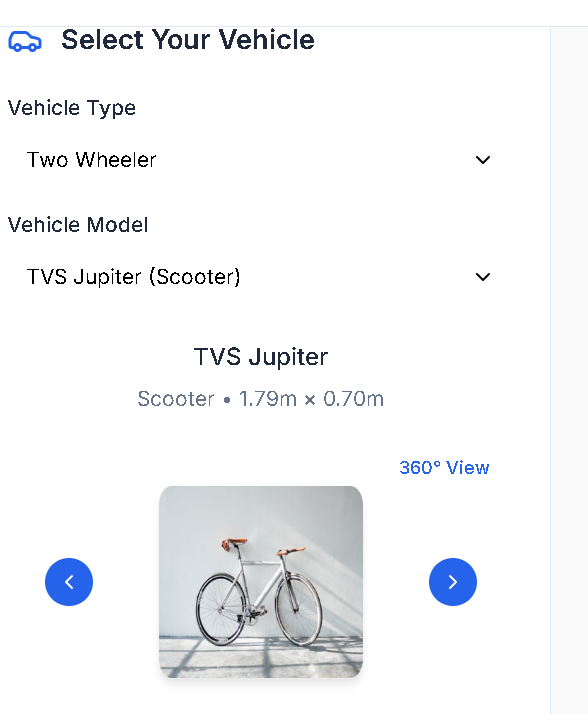 Select Your Vehicle
Vehicle Type
Two Wheeler
Vehicle Model
TVS Jupiter (Scooter)
TVS Jupiter
Scooter • 1.79m × 0.70m
360° View